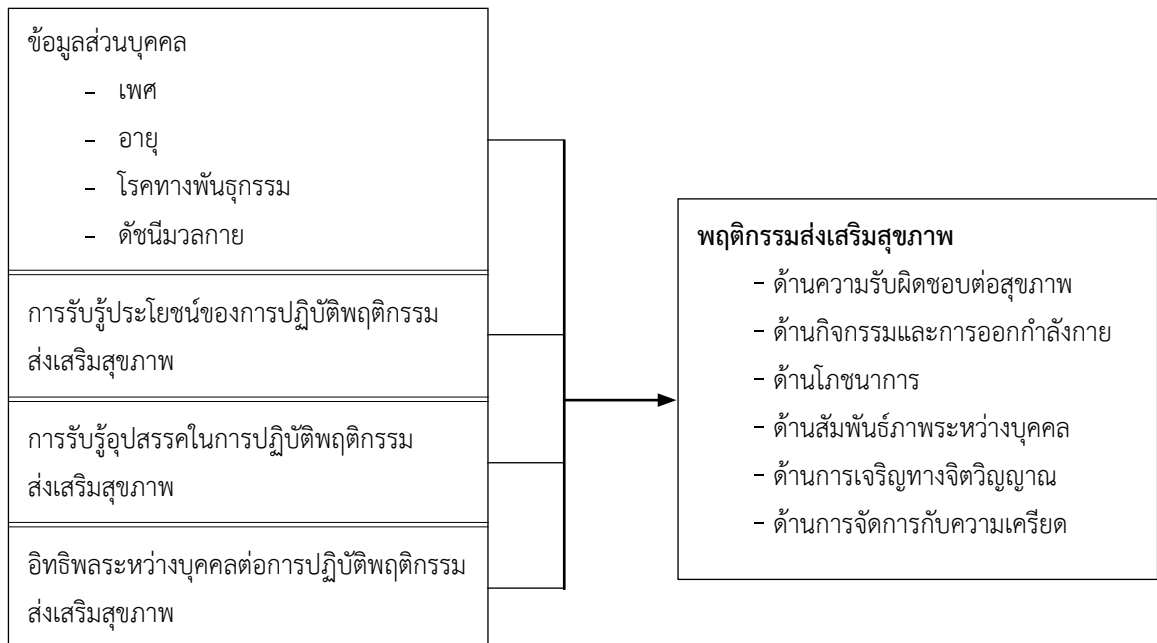 ข้อมูลส่วนบุคคล
- เพศ
- อายุ
- โรคทางพันธุกรรม
- ดัชนีมวลกาย
การรับรู้ประโยชน์ของการปฏิบัติพฤติกรรม
ส่งเสริมสุขภาพ
การรับรู้อุปสรรคในการปฏิบัติพฤติกรรม
ส่งเสริมสุขภาพ
อิทธิพลระหว่างบุคคลต่อการปฏิบัติพฤติกรรม
ส่งเสริมสุขภาพ
พฤติกรรมส่งเสริมสุขภาพ
- ด้านความรับผิดชอบต่อสุขภาพ
- ด้านกิจกรรมและการออกกำลังกาย
- ด้านโภชนาการ
- ด้านสัมพันธ์ภาพระหว่างบุคคล
- ด้านการเจริญทางจิตวิญญาณ
- ด้านการจัดการกับความเครียด